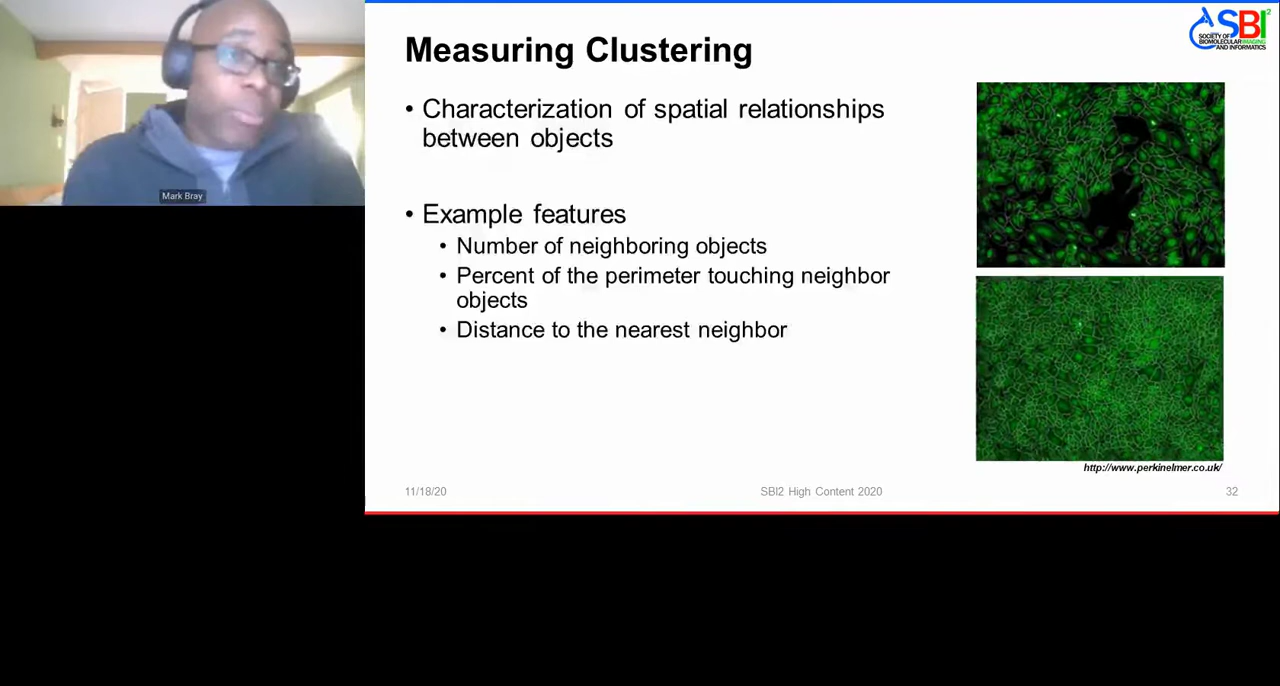 Mark Bray
SBI²
SOCIETY OF
BIOMOLECULAR IMAGING
AND INFORMATICS
Measuring Clustering
• Characterization of spatial relationships
between objects
• Example features
• Number of neighboring objects
• Percent of the perimeter touching neighbor
objects
• Distance to the nearest neighbor
http://www.perkinelmer.co.uk/
11/18/20
SBI2 High Content 2020
32